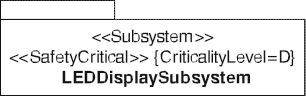 <<Subsystem>>
<<SafetyCritical>> {CriticalityLevel=D}
LEDDisplaySubsystem